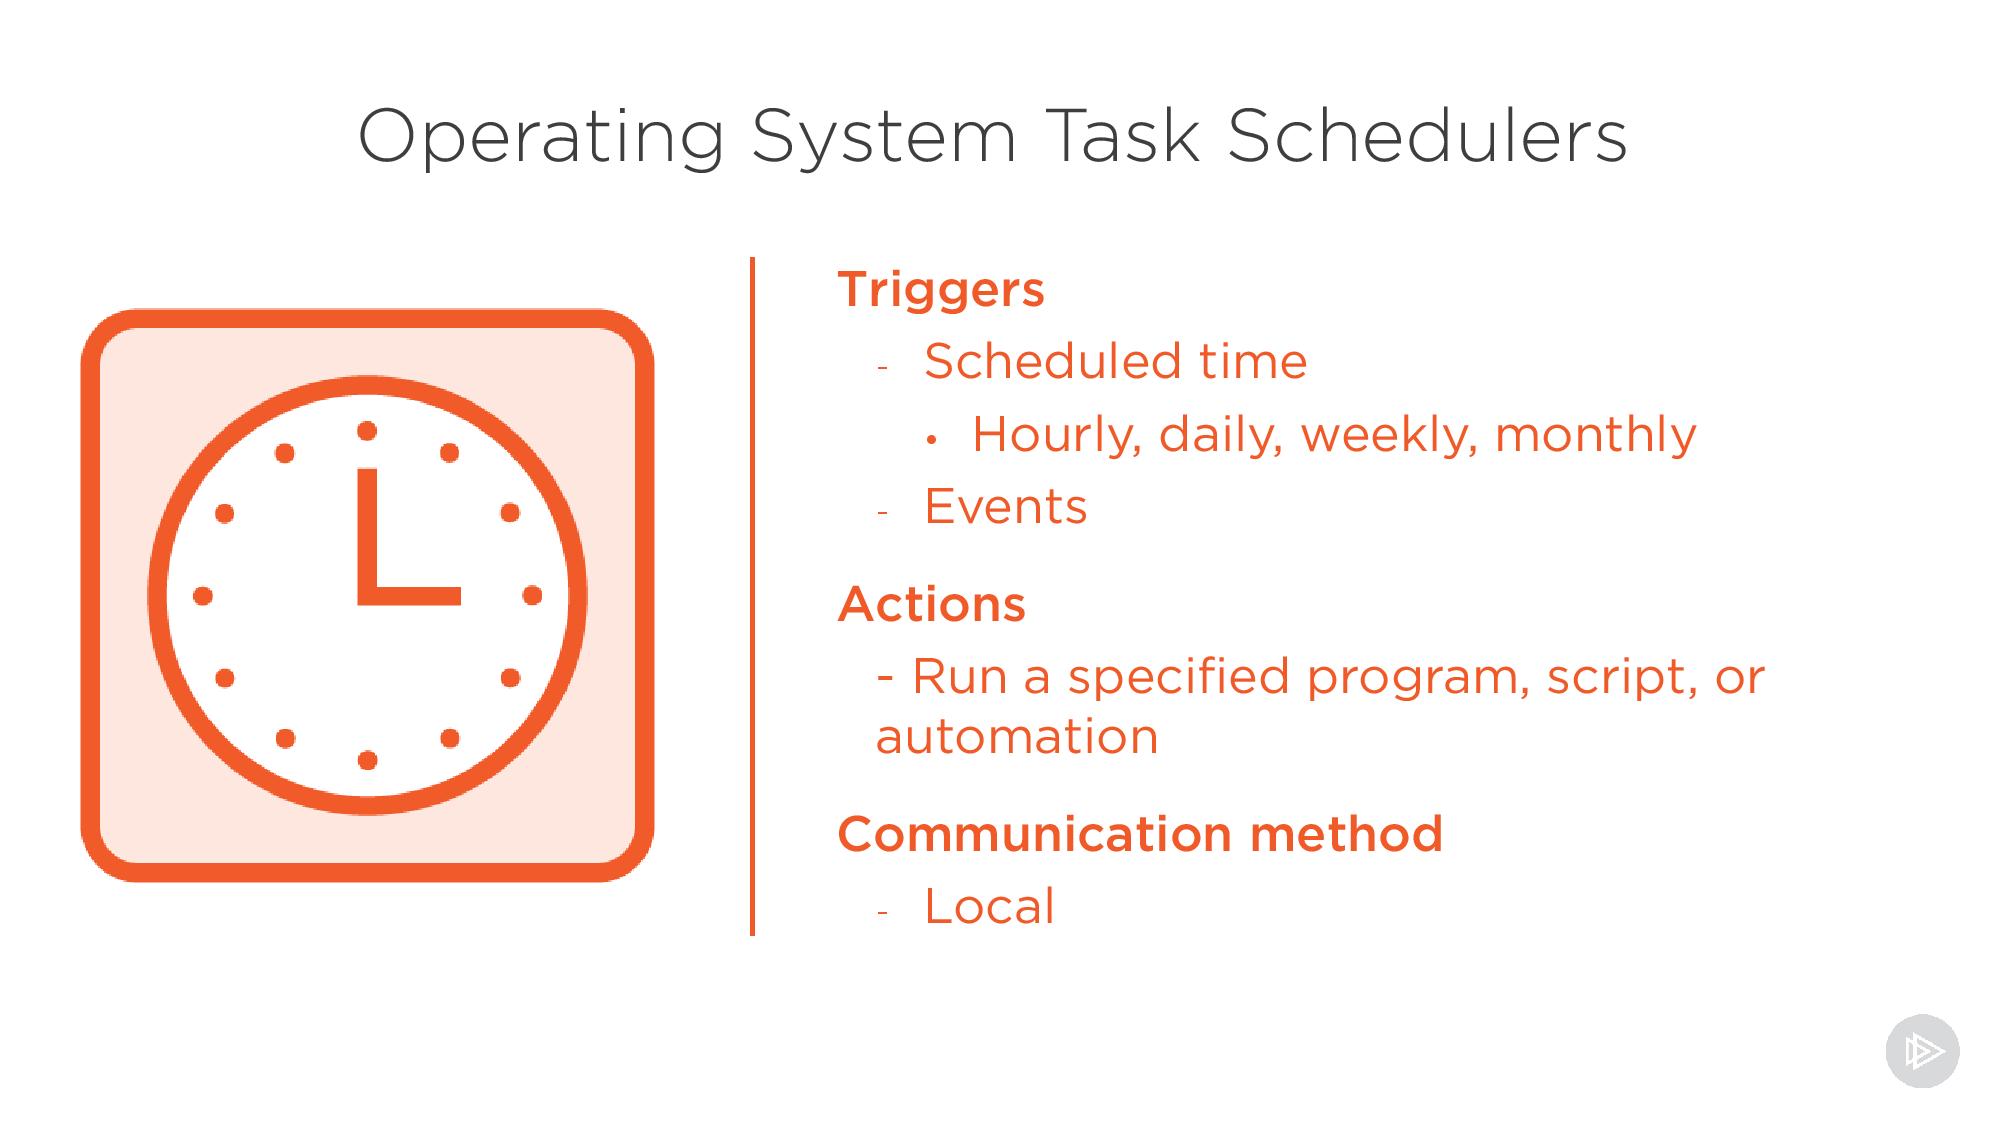 Operating System Task Schedulers
Triggers
- Scheduled time
• Hourly, daily, weekly, monthly
- Events
Actions
- Run a specified program, script, or
automation
Communication method
- Local